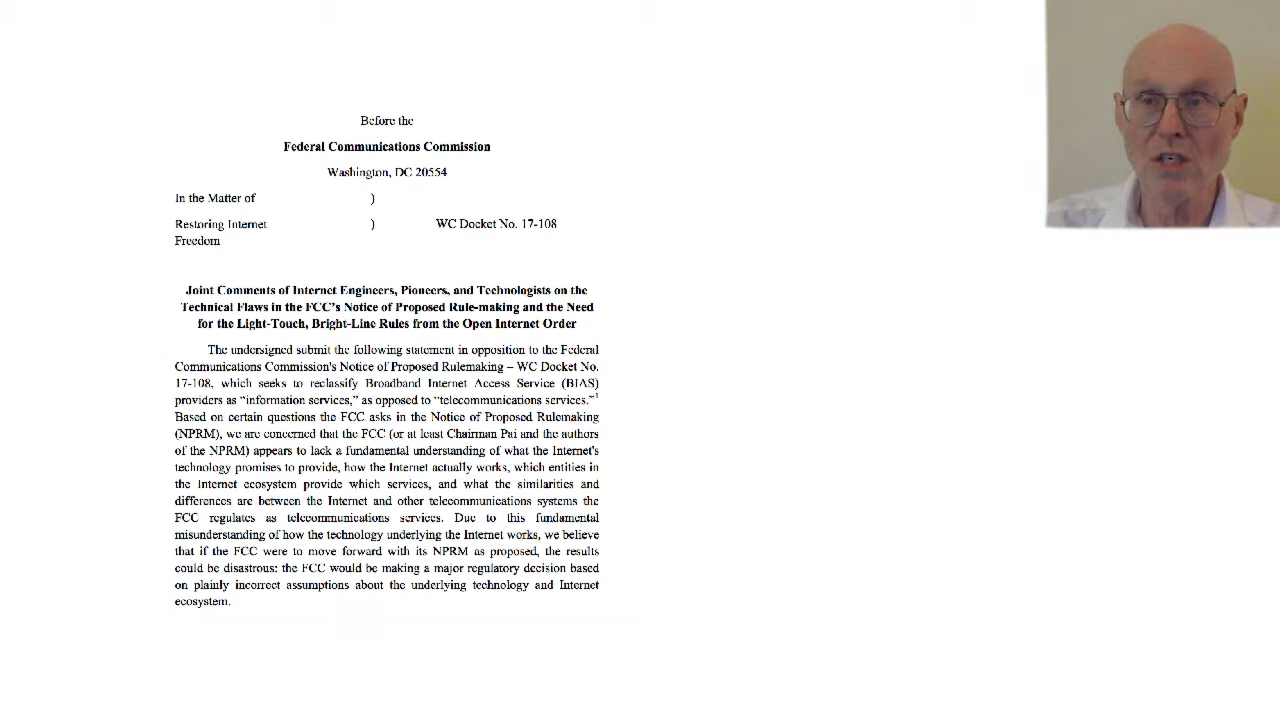 Before the
Federal Communications Commission
Washington, DC 20554
In the Matter of )
Restoring Internet ) WC Docket No. 17-108
Freedom
Joint Comments of Internet Engineers, Pioneers, and Technologists on the
Technical Flaws in the FCC's Notice of Proposed Rule-making and the Need
for the Light-Touch, Bright-Line Rules from the Open Internet Order
The undersigned submit the following statement in opposition to the Federal
Communications Commission's Notice of Proposed Rulemaking – WC Docket No.
17-108, which seeks to reclassify Broadband Internet Access Service (BIAS)
providers as “information services,” as opposed to “telecommunications services.”1
Based on certain questions the FCC asks in the Notice of Proposed Rulemaking
(NPRM), we are concerned that the FCC (or at least Chairman Pai and the authors
of the NPRM) appears to lack a fundamental understanding of what the Internet's
technology promises to provide, how the Internet actually works, which entities in
the Internet ecosystem provide which services, and what the similarities and
differences are between the Internet and other telecommunications systems the
FCC regulates as telecommunications services. Due to this fundamental
misunderstanding of how the technology underlying the Internet works, we believe
that if the FCC were to move forward with its NPRM as proposed, the results
could be disastrous: the FCC would be making a major regulatory decision based
on plainly incorrect assumptions about the underlying technology and Internet
ecosystem.